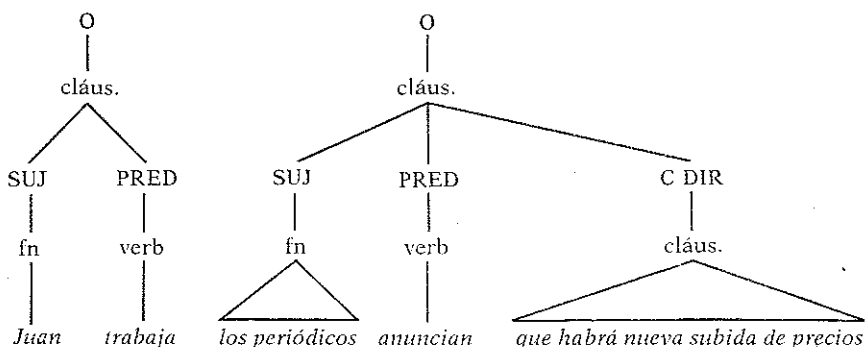 O O
cláus. cláus.
SUJ PRED SUJ PRED C DIR
fn verb fn verb cláus.
Juan trabaja los periódicos anuncian que habrá nueva subida de precios